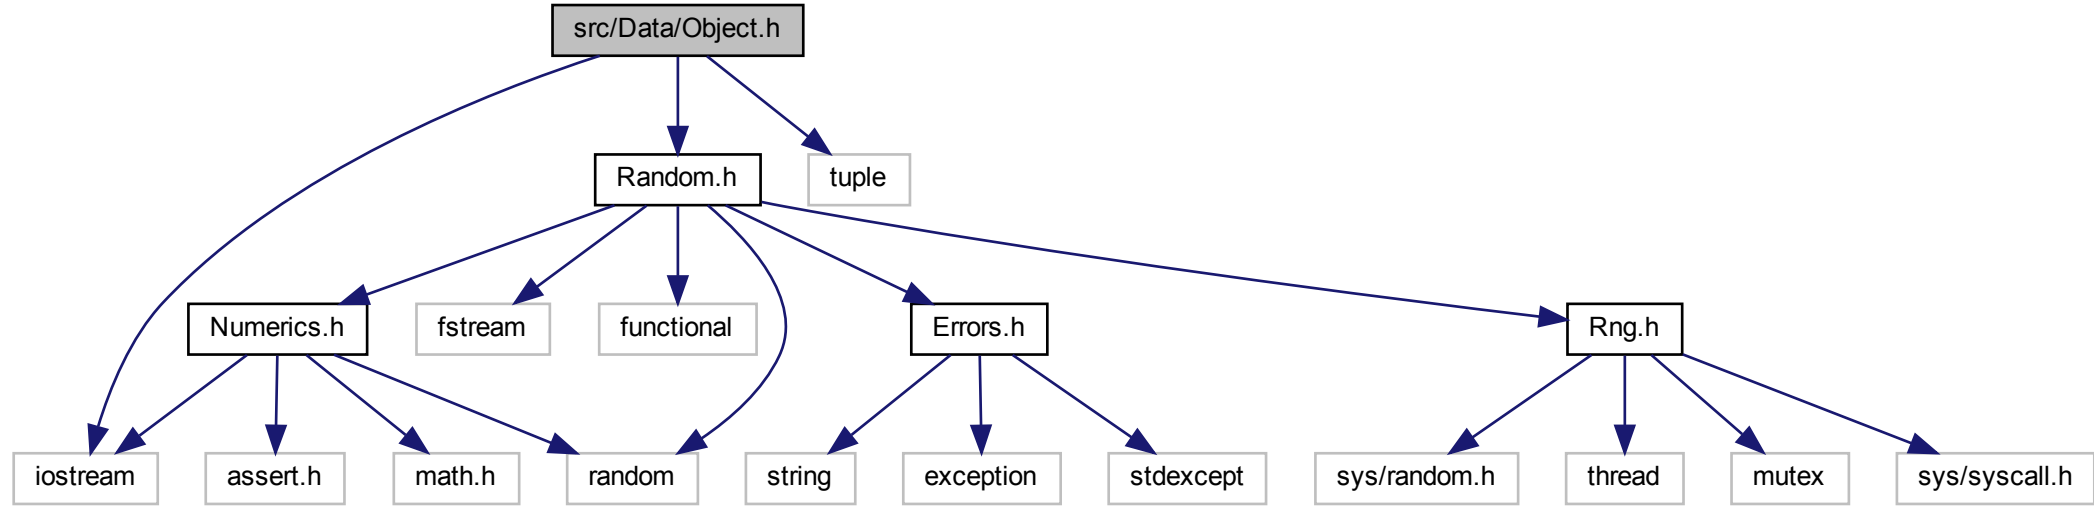 src/Data/Object.h
Random.h
tuple
Numerics.h
fstream
functional
Errors.h
Rng.h
iostream
assert.h
math.h
random
string
exception
stdexcept
sys/random.h
thread
mutex
sys/syscall.h